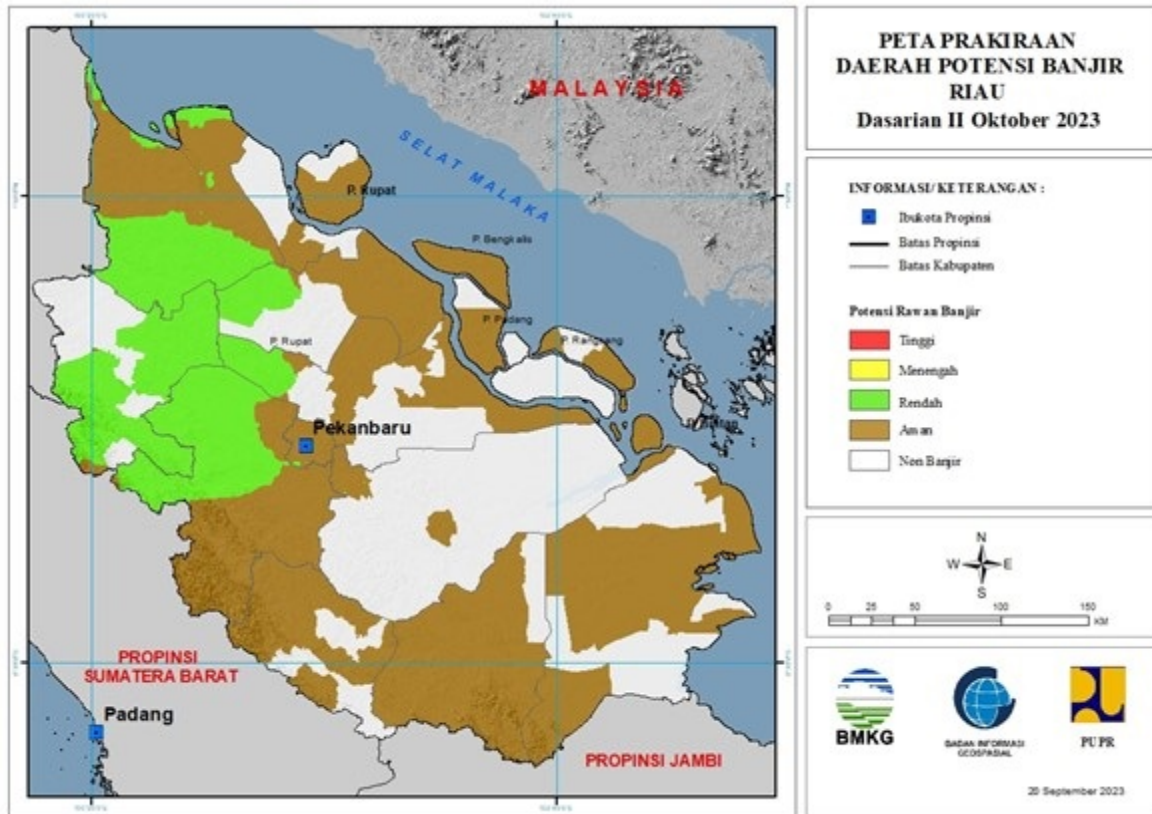 MALAYSIA
SELAT MALAKA
P. Rupat
P. Bengkalis
P. Padang
P. Rangsang
P. Rupat
Pekanbaru
PROPINSI
SUMATERA BARAT
Padang
PROPINSI JAMBI
PETA PRAKIRAAN
DAERAH POTENSI BANJIR
RIAU
Dasarian II Oktober 2023
INFORMASI/KETERANGAN :
Ibukota Propinsi
Batas Propinsi
Batas Kabupaten
Potensi Rawan Banjir
Tinggi
Menengah
Rendah
Aman
Non Banjir
N
W E
S
0 25 50 100 150
KM
BMKG
BADAN INFORMASI
GEOSPASIAL
PUPR
20 September 2023